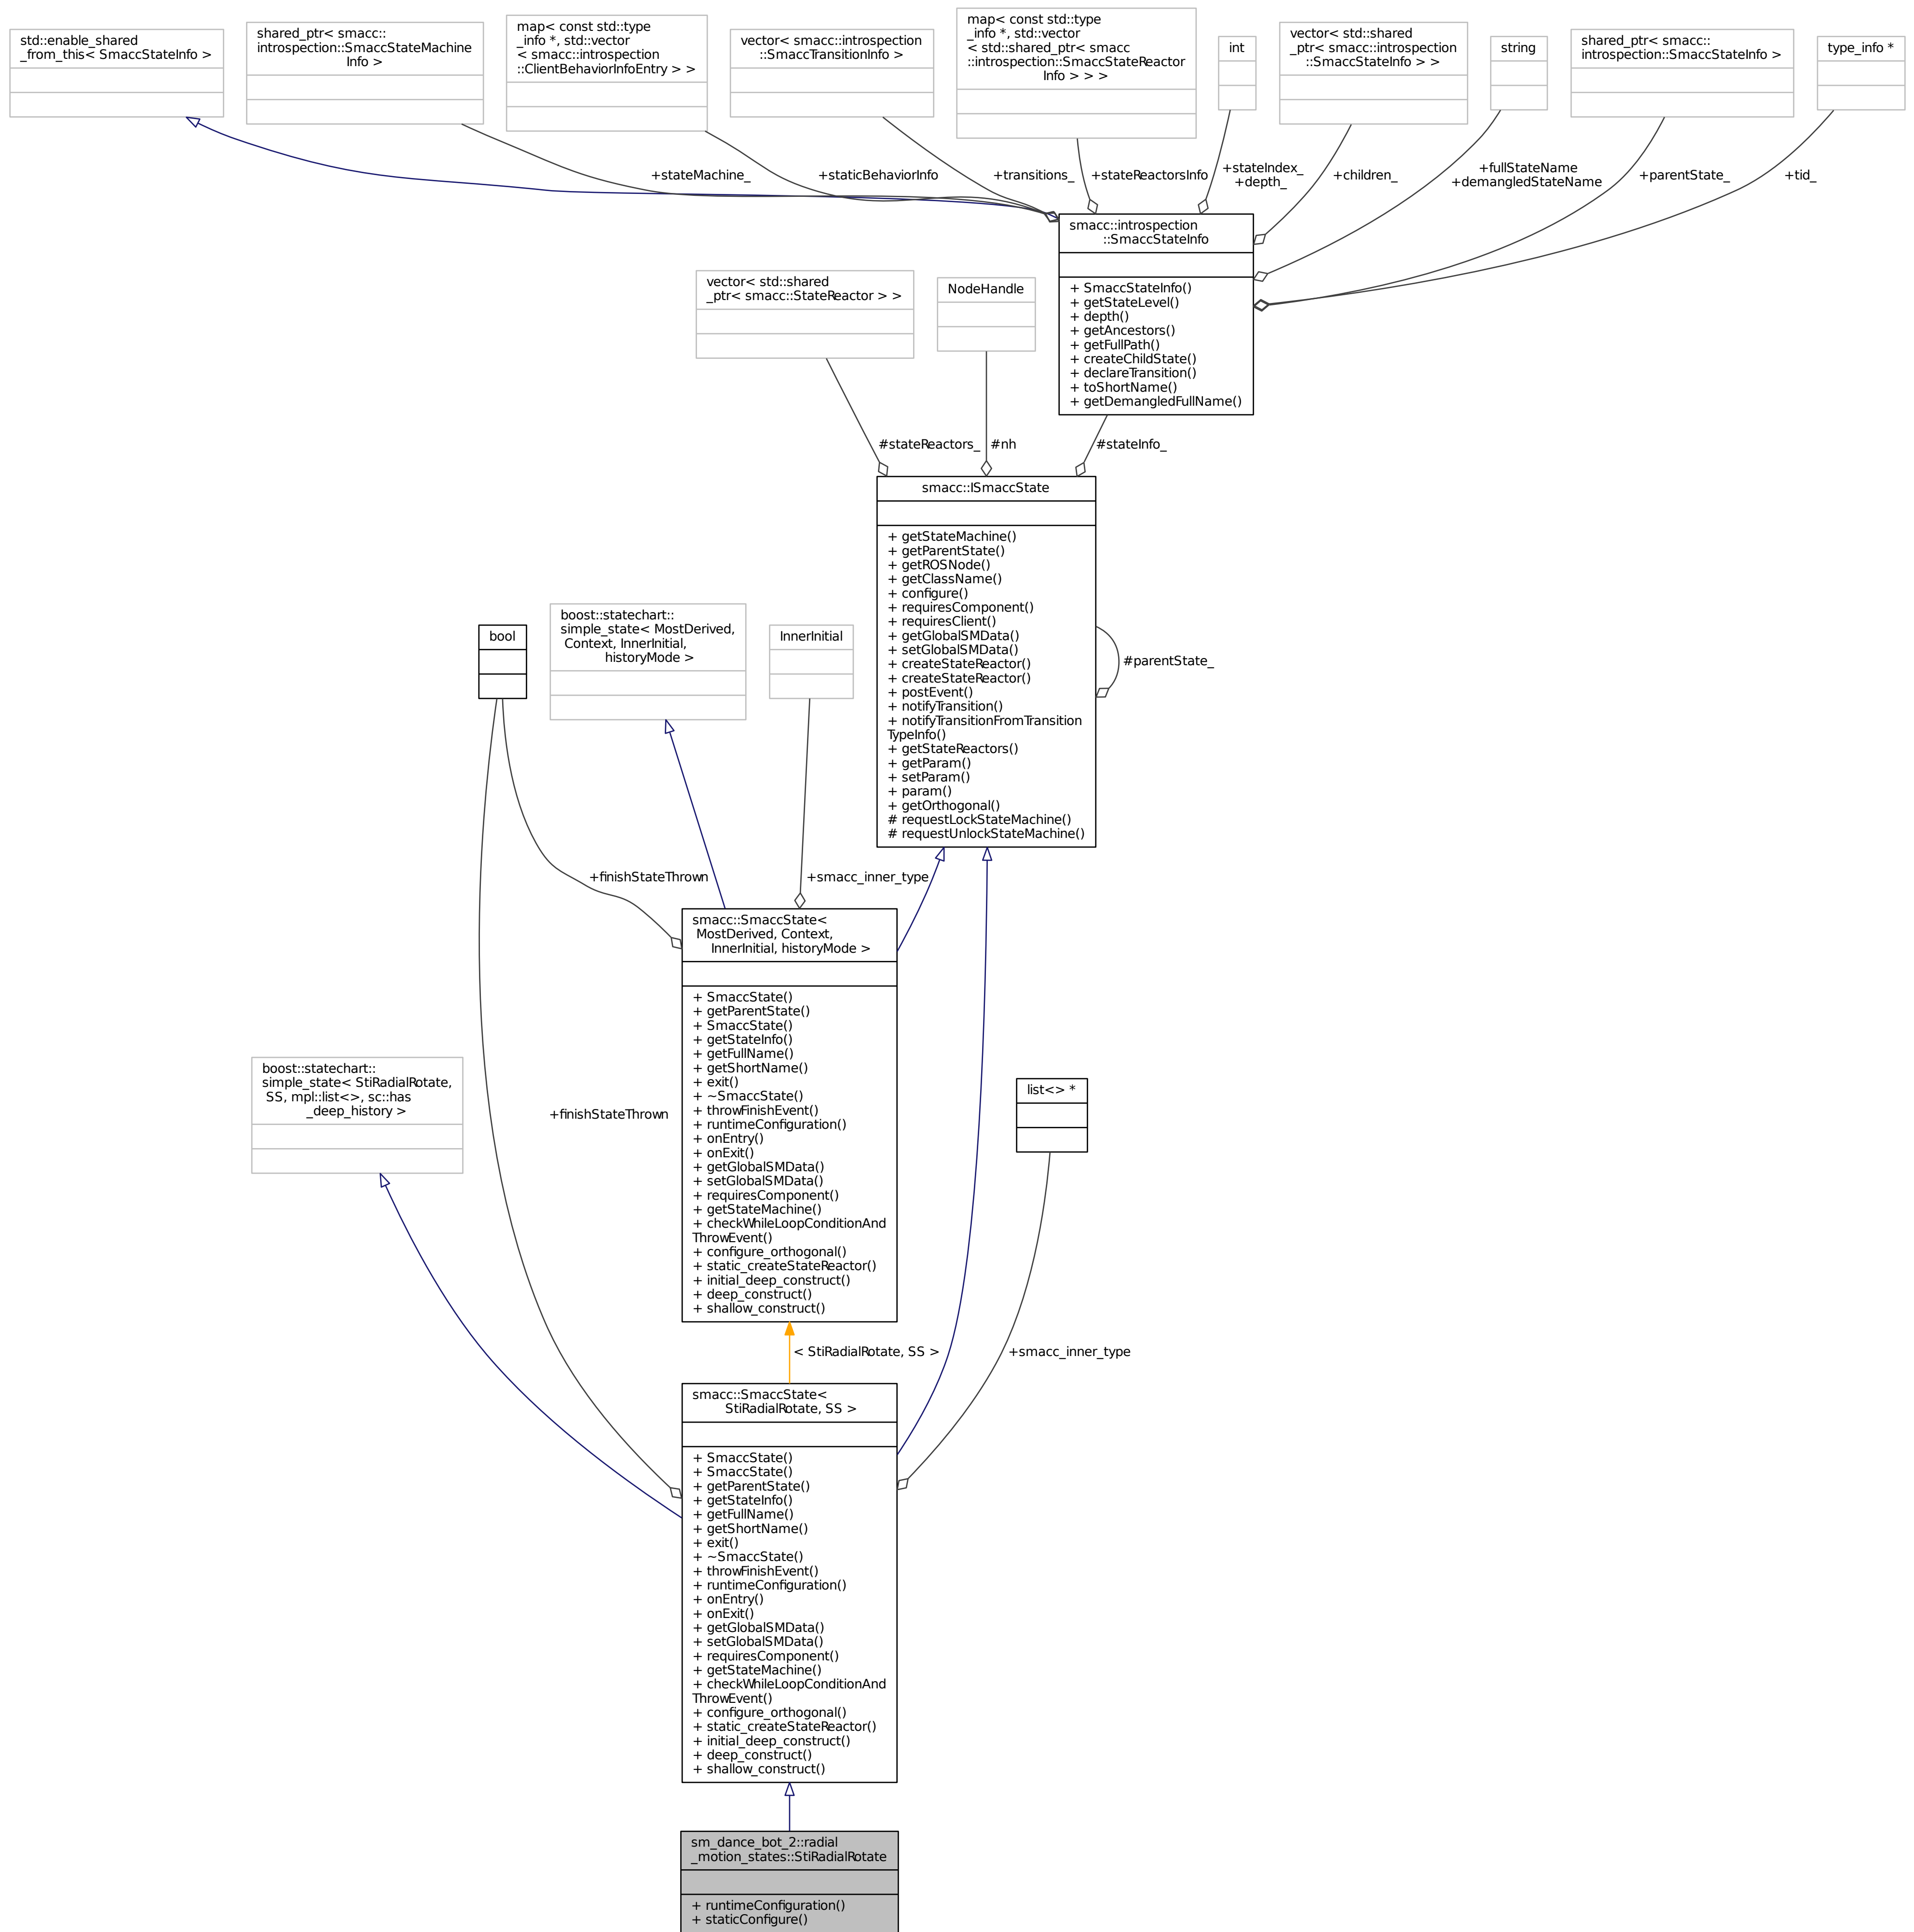 std::enable_shared
_from_this< SmaccStateInfo >
shared_ptr< smacc::
introspection::SmaccStateMachine
Info >
map< const std::type
_info *, std::vector
< smacc::introspection
::ClientBehaviorInfoEntry > >
vector< smacc::introspection
::SmaccTransitionInfo >
map< const std::type
_info *, std::vector
< std::shared_ptr< smacc
::introspection::SmaccStateReactor
Info > > >
int
vector< std::shared
_ptr< smacc::introspection
::SmaccStateInfo > >
string
shared_ptr< smacc::
introspection::SmaccStateInfo >
type_info *
+stateMachine_
+staticBehaviorInfo
+transitions_
+stateReactorsInfo
+stateIndex_
+depth_
+children_
+fullStateName
+demangledStateName
+parentState_
+tid_
smacc::introspection
::SmaccStateInfo
+ SmaccStateInfo()
+ getStateLevel()
+ depth()
+ getAncestors()
+ getFullPath()
+ createChildState()
+ declareTransition()
+ toShortName()
+ getDemangledFullName()
vector< std::shared
_ptr< smacc::StateReactor > >
NodeHandle
#stateReactors_
#nh
#stateInfo_
smacc::ISmaccState
+ getStateMachine()
+ getParentState()
+ getROSNode()
+ getClassName()
+ configure()
+ requiresComponent()
+ requiresClient()
+ getGlobalSMData()
+ setGlobalSMData()
+ createStateReactor()
+ createStateReactor()
+ postEvent()
+ notifyTransition()
+ notifyTransitionFromTransition
TypeInfo()
+ getStateReactors()
+ getParam()
+ setParam()
+ param()
+ getOrthogonal()
# requestLockStateMachine()
# requestUnlockStateMachine()
#parentState_
bool
boost::statechart::
simple_state< MostDerived,
Context, InnerInitial,
historyMode >
InnerInitial
+finishStateThrown
+smacc_inner_type
smacc::SmaccState<
MostDerived, Context,
InnerInitial, historyMode >
+ SmaccState()
+ getParentState()
+ SmaccState()
+ getStateInfo()
+ getFullName()
+ getShortName()
+ exit()
+ ~SmaccState()
+ throwFinishEvent()
+ runtimeConfiguration()
+ onEntry()
+ onExit()
+ getGlobalSMData()
+ setGlobalSMData()
+ requiresComponent()
+ getStateMachine()
+ checkWhileLoopConditionAnd
ThrowEvent()
+ configure_orthogonal()
+ static_createStateReactor()
+ initial_deep_construct()
+ deep_construct()
+ shallow_construct()
boost::statechart::
simple_state< StiRadialRotate,
SS, mpl::list<>, sc::has
_deep_history >
+finishStateThrown
list<> *
< StiRadialRotate, SS >
+smacc_inner_type
smacc::SmaccState<
StiRadialRotate, SS >
+ SmaccState()
+ SmaccState()
+ getParentState()
+ getStateInfo()
+ getFullName()
+ getShortName()
+ exit()
+ ~SmaccState()
+ throwFinishEvent()
+ runtimeConfiguration()
+ onEntry()
+ onExit()
+ getGlobalSMData()
+ setGlobalSMData()
+ requiresComponent()
+ getStateMachine()
+ checkWhileLoopConditionAnd
ThrowEvent()
+ configure_orthogonal()
+ static_createStateReactor()
+ initial_deep_construct()
+ deep_construct()
+ shallow_construct()
sm_dance_bot_2::radial
_motion_states::StiRadialRotate
+ runtimeConfiguration()
+ staticConfigure()